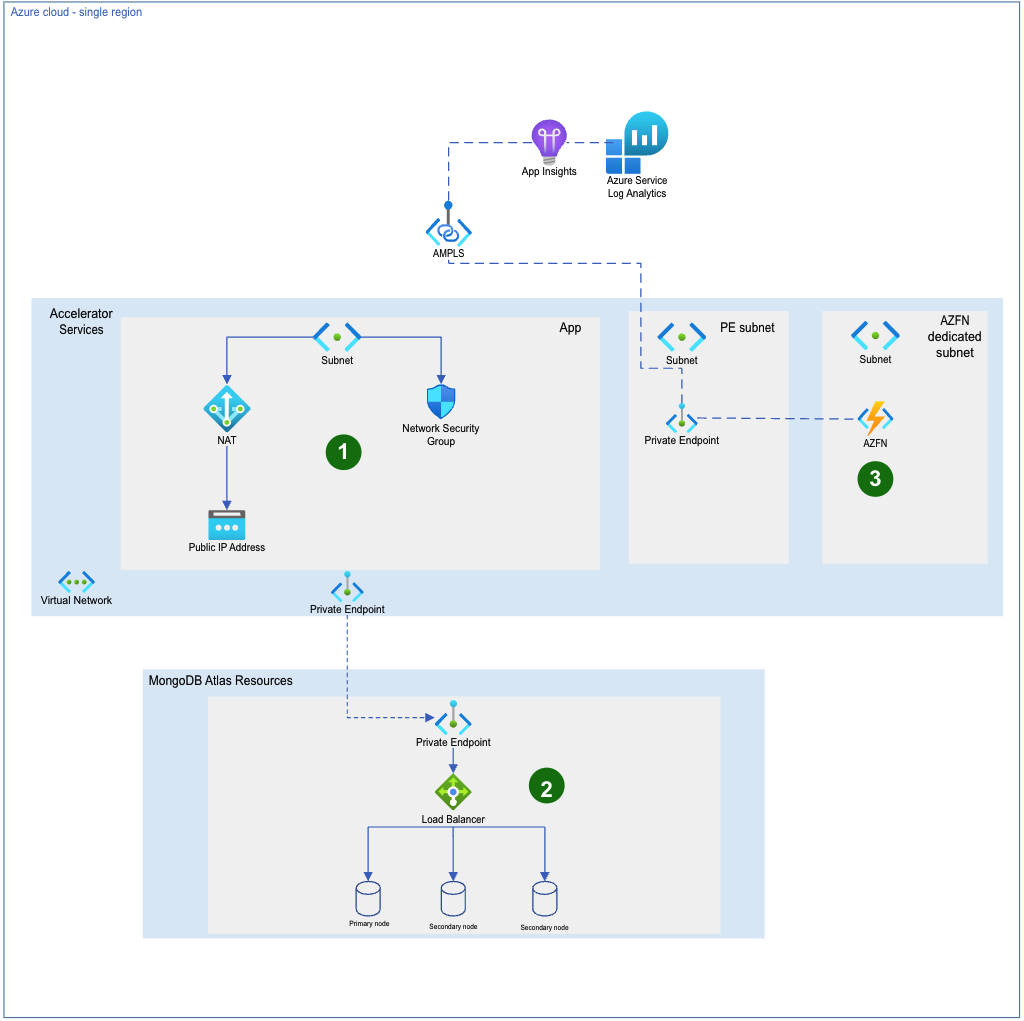 Azure cloud - single region
App Insights
Azure Service
Log Analytics
AMPLS
Accelerator
Services
App
Subnet
NAT
Network Security
Group
1
Public IP Address
Virtual Network
Private Endpoint
PE subnet
Subnet
Private Endpoint
AZFN
dedicated
subnet
Subnet
AZFN
3
MongoDB Atlas Resources
Private Endpoint
2
Load Balancer
Primary node
Secondary node
Secondary node